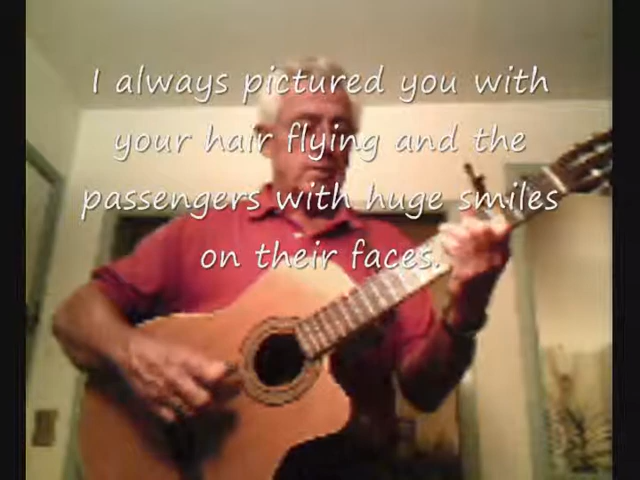 I always pictured you with
your hair flying and the
passengers with huge smiles
on their faces.